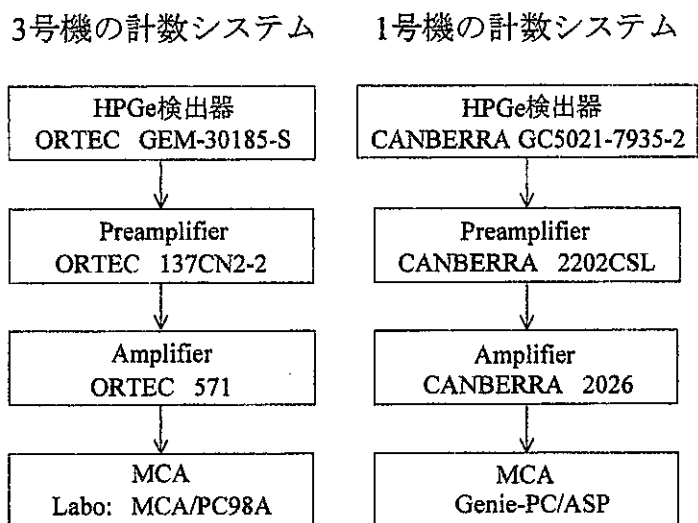 3号機の計数システム
HPGe検出器
ORTEC GEM-30185-S
Preamplifier
ORTEC 137CN2-2
Amplifier
ORTEC 571
MCA
Labo: MCA/PC98A
1号機の計数システム
HPGe検出器
CANBERRA GC5021-7935-2
Preamplifier
CANBERRA 2202CSL
Amplifier
CANBERRA 2026
MCA
Genie-PC/ASP